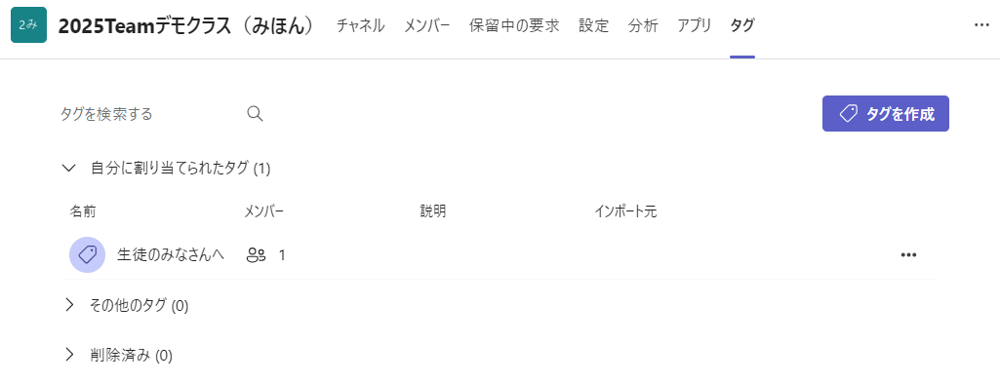 2み 2025Teamデモクラス（みほん） チャネル メンバー 保留中の要求 設定 分析 アプリ タグ
タグを検索する タグを作成
自分に割り当てられたタグ (1)
名前 メンバー 説明 インポート元
生徒のみなさんへ 1
その他のタグ (0)
削除済み (0)